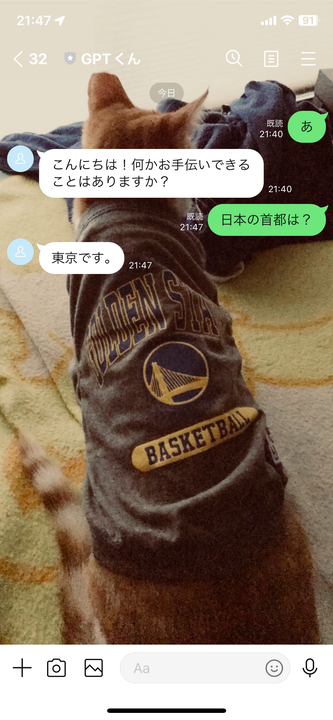 21:47
91
32
GPTくん
今日
あ
既読
21:40
こんにちは！何かお手伝いできる
ことはありますか？
21:40
日本の首都は？
既読
21:47
東京です。
21:47
GOLDEN STA
BASKETBALL
Aa